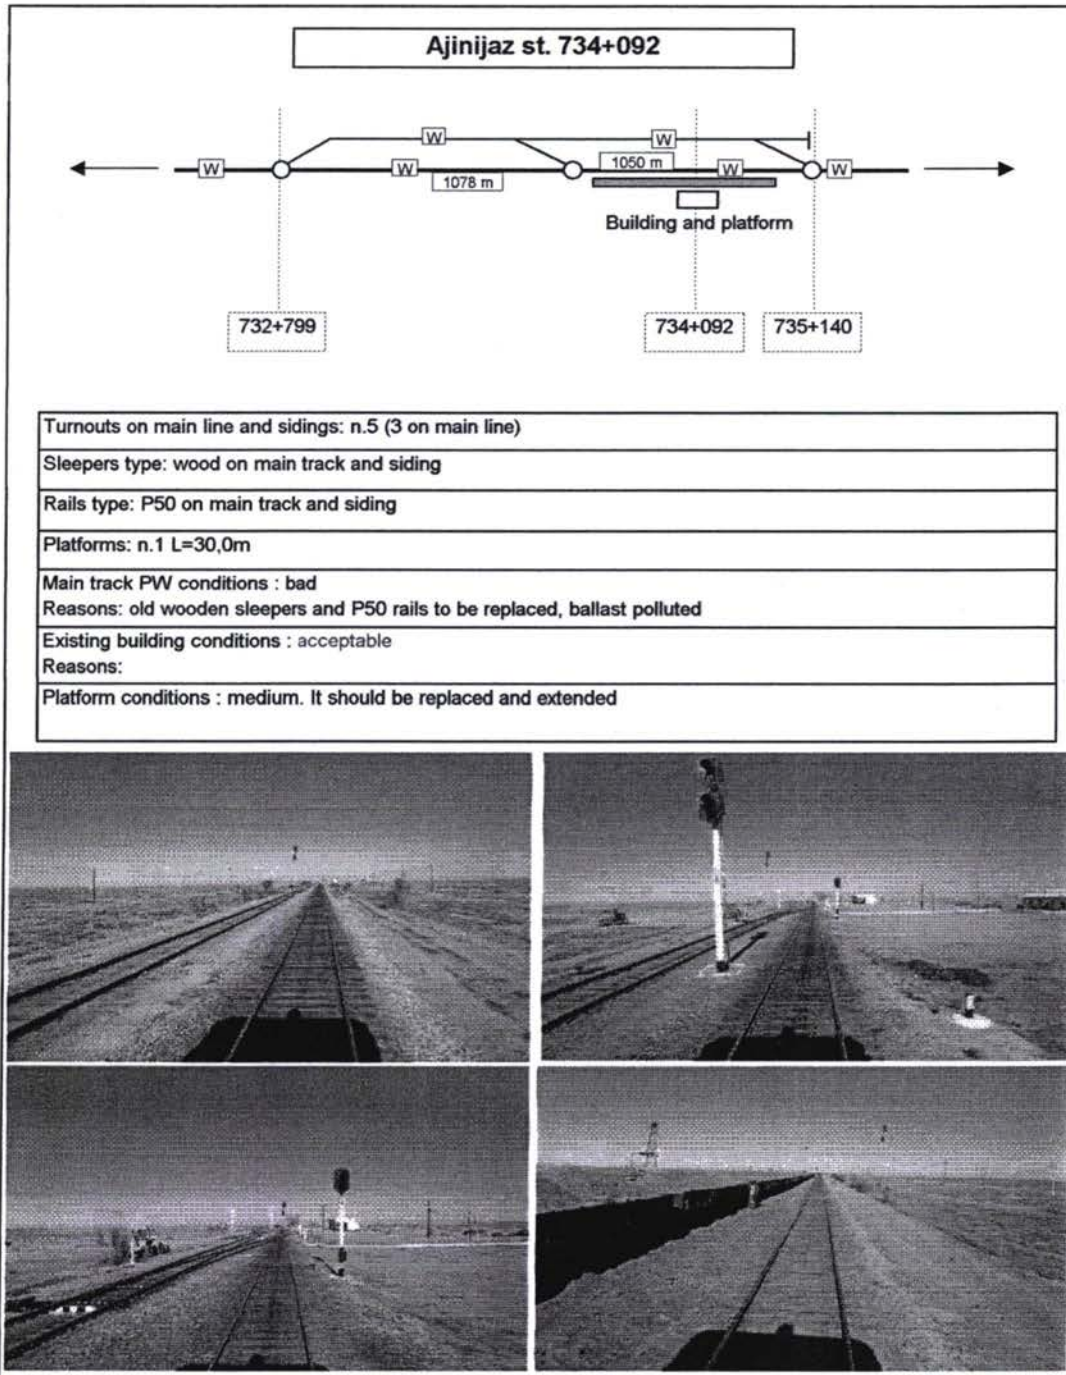 Ajinijaz st. 734+092
W
W
W
W
1050 m
W
W
1078 m
Building and platform
732+799
734+092
735+140
Turnouts on main line and sidings: n.5 (3 on main line)
Sleepers type: wood on main track and siding
Rails type: P50 on main track and siding
Platforms: n.1 L=30,0m
Main track PW conditions : bad
Reasons: old wooden sleepers and P50 rails to be replaced, ballast polluted
Existing building conditions : acceptable
Reasons:
Platform conditions : medium. It should be replaced and extended